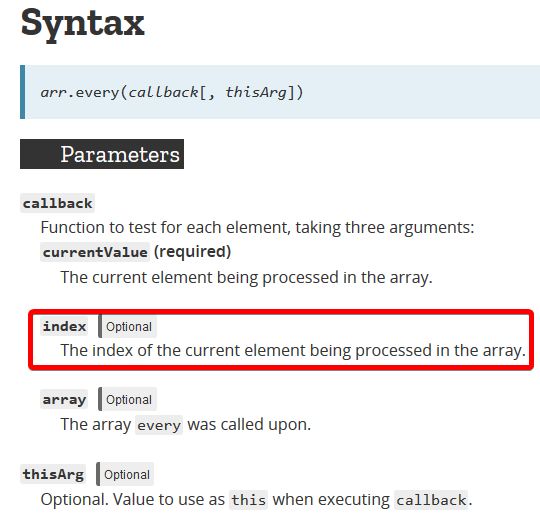 Syntax
arr.every(callback[, thisArg])
Parameters
callback
Function to test for each element, taking three arguments:
currentValue (required)
The current element being processed in the array.
index Optional
The index of the current element being processed in the array.
array Optional
The array every was called upon.
thisArg Optional
Optional. Value to use as this when executing callback.